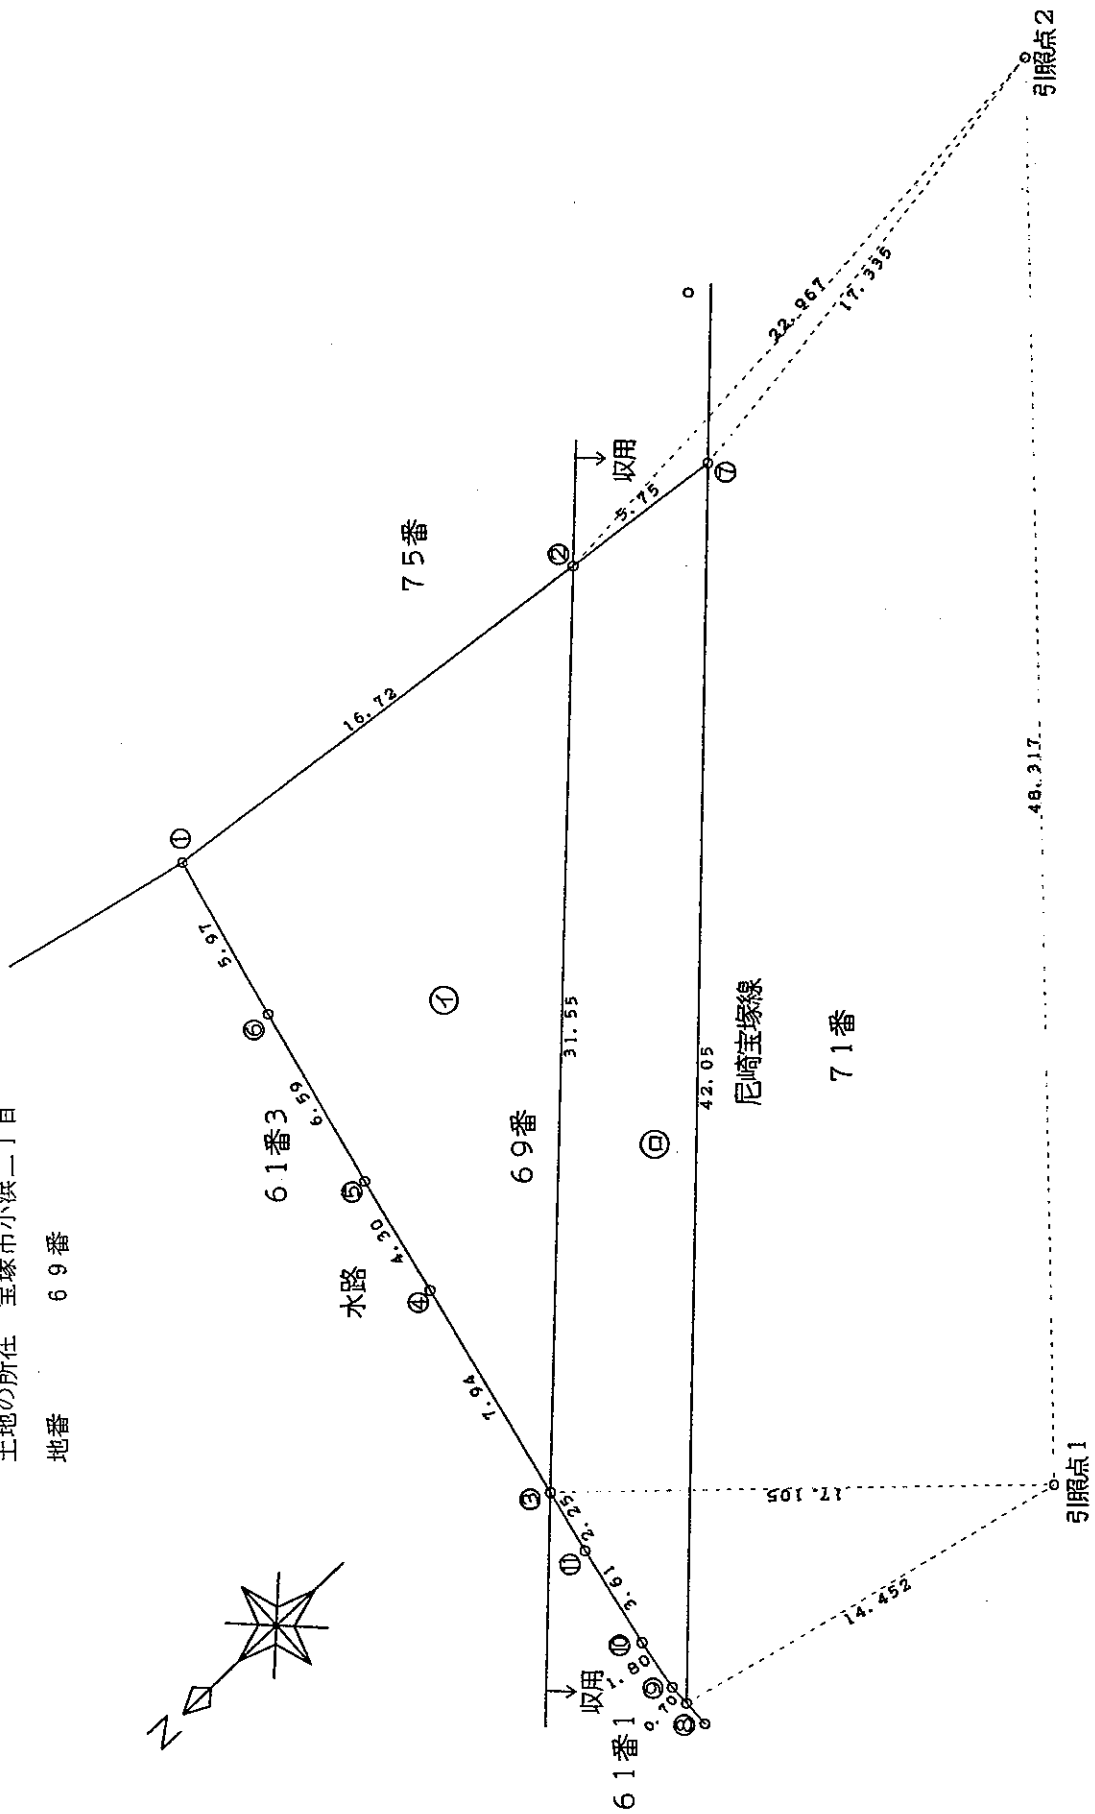 土地の所在 宝塚市小浜二丁目
地番 69番
N
61番3
水路
75番
69番
61番1
71番
尼崎宝塚線
収用
収用
①
②
③
④
⑤
⑥
⑦
⑧
⑨
⑩
⑪
㋑
㋺
5.97
6.59
4.30
7.94
2.25
3.61
1.80
0.70
16.72
5.75
31.55
42.05
22.967
17.335
48.317
17.105
14.452
引照点1
引照点2